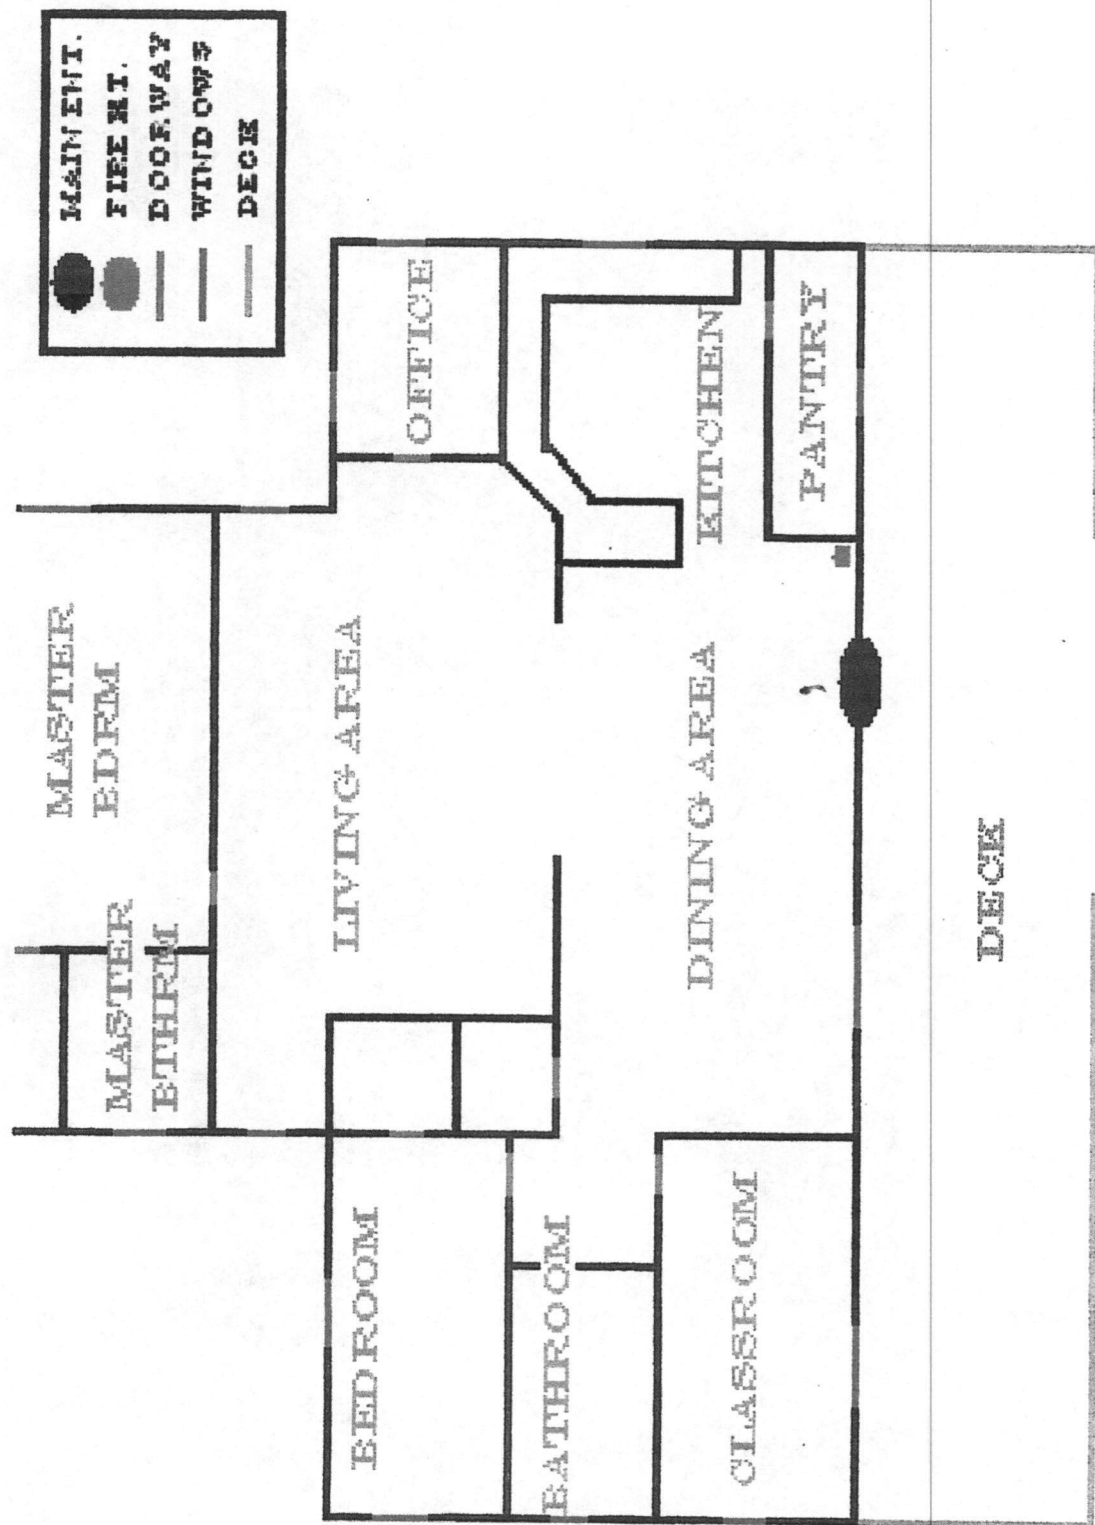 MAIN ENT.
FIRE EXT.
DOORWAY
WINDOWS
DECK
MASTER
BDRM
MASTER
BTHRM
LIVING AREA
OFFICE
KITCHEN
PANTRY
DINING AREA
BEDROOM
BATHROOM
CLASSROOM
DECK